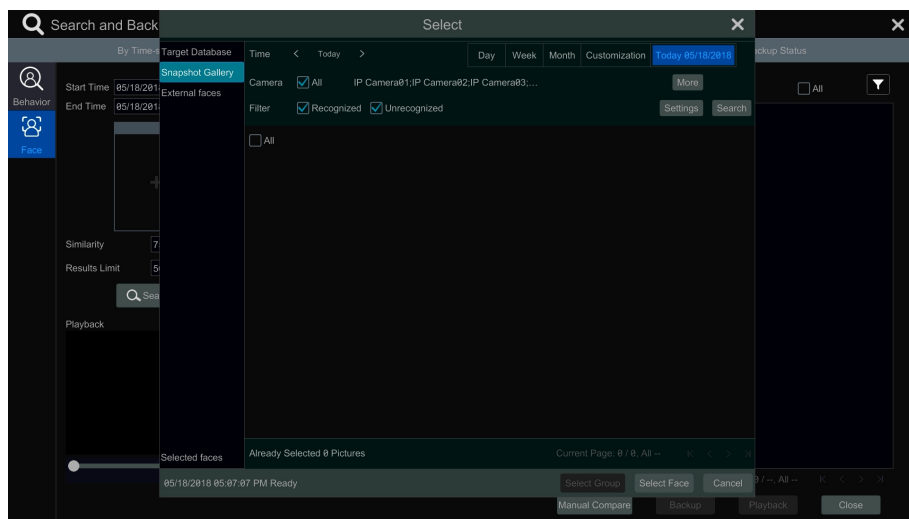 Search and Back
Select
By Time-s
ckup Status
Target Database
Snapshot Gallery
External faces
Selected faces
Time < Today > Day Week Month Customization Today 05/18/2018
Camera All IP Camera01;IP Camera02;IP Camera03;... More
Filter Recognized Unrecognized Settings Search
All
Already Selected 0 Pictures
Current Page: 0 / 0, All --
05/18/2018 05:07:07 PM Ready
Select Group Select Face Cancel
Behavior
Face
Start Time 05/18/201
End Time 05/18/201
Similarity 7
Results Limit 5
Sea
Playback
All
/ --, All --
Manual Compare Backup Playback Close